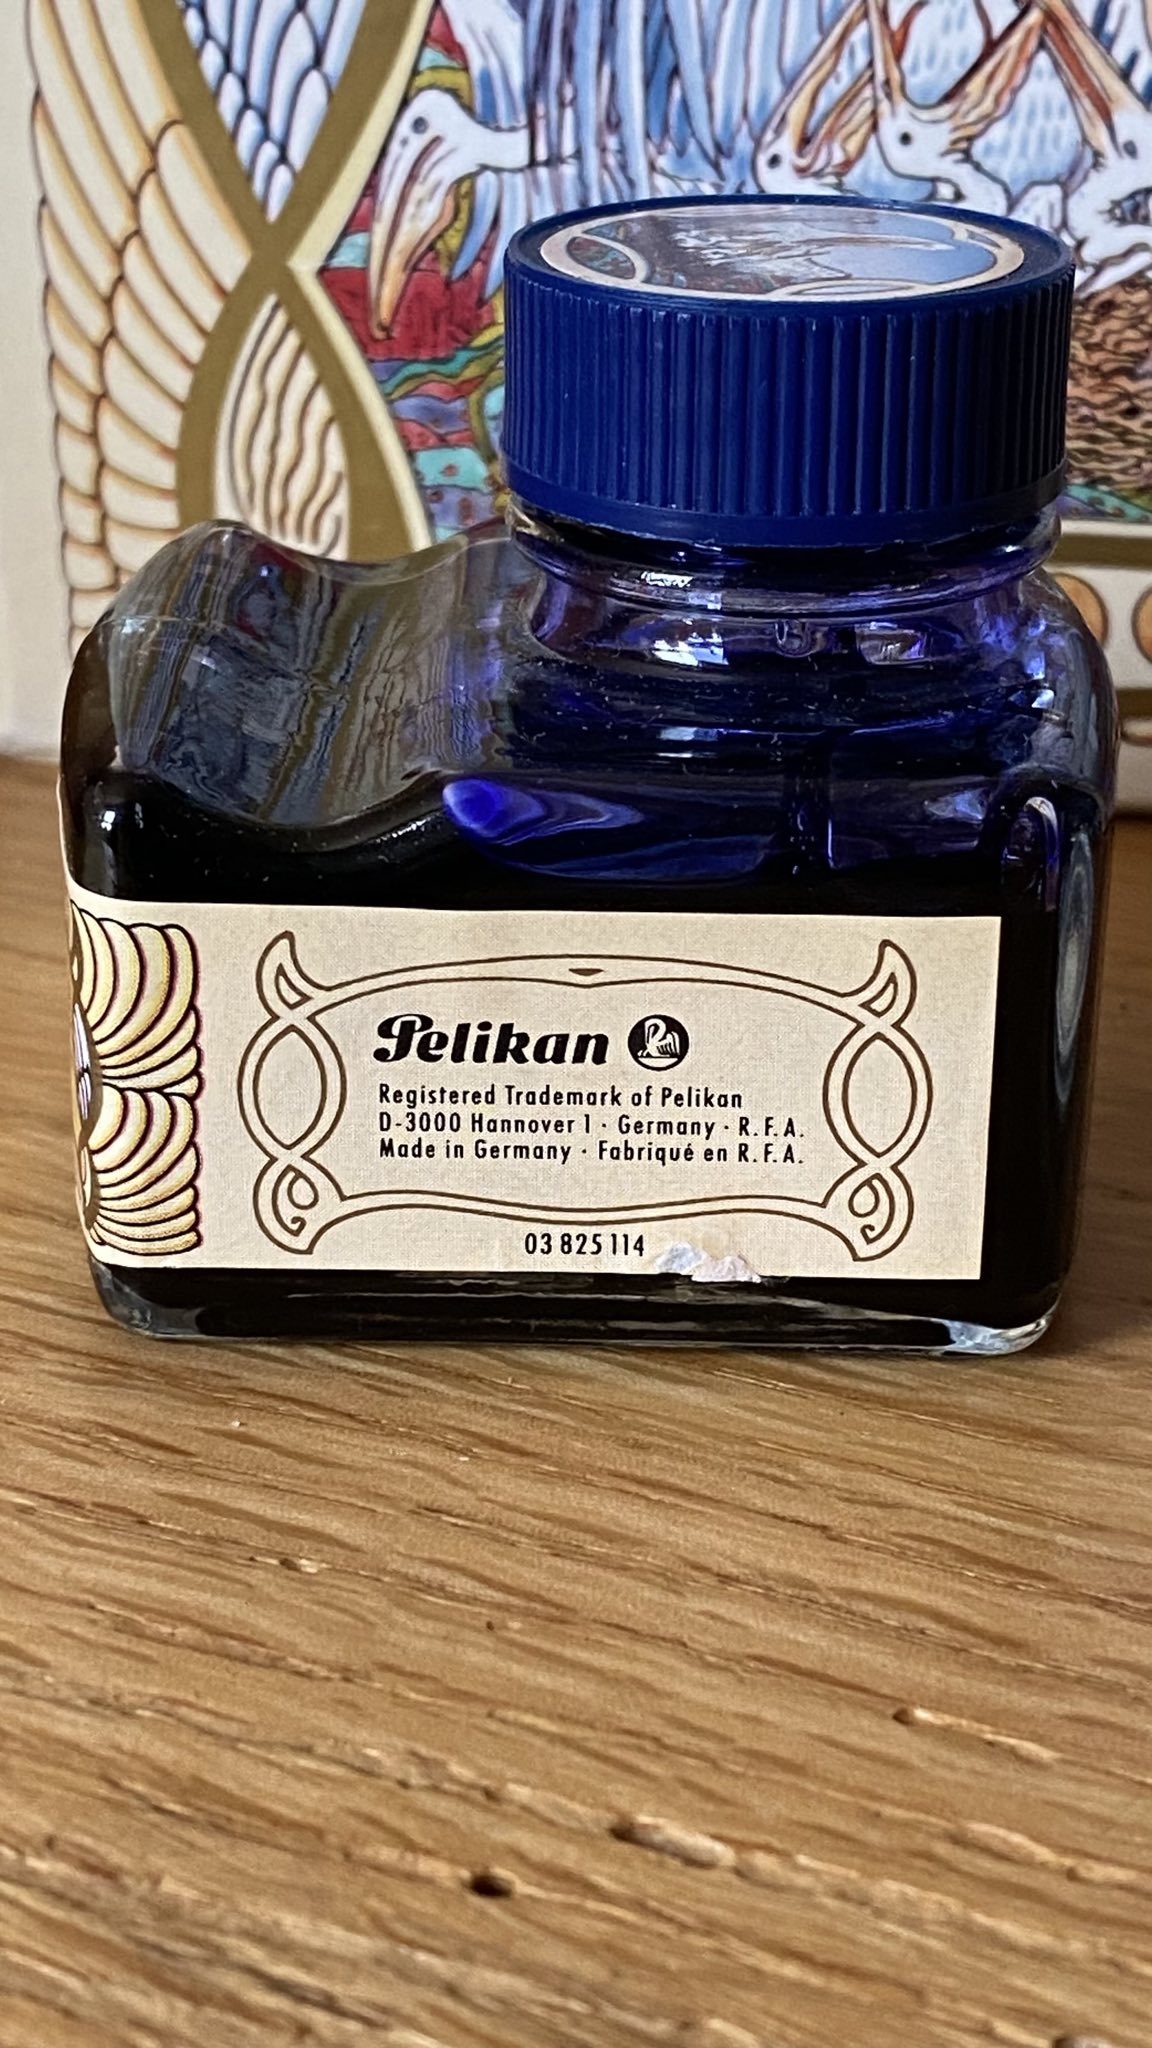 Pelikan
Registered Trademark of Pelikan
D-3000 Hannover 1 · Germany · R.F.A.
Made in Germany · Fabriqué en R.F.A.
03 825 114